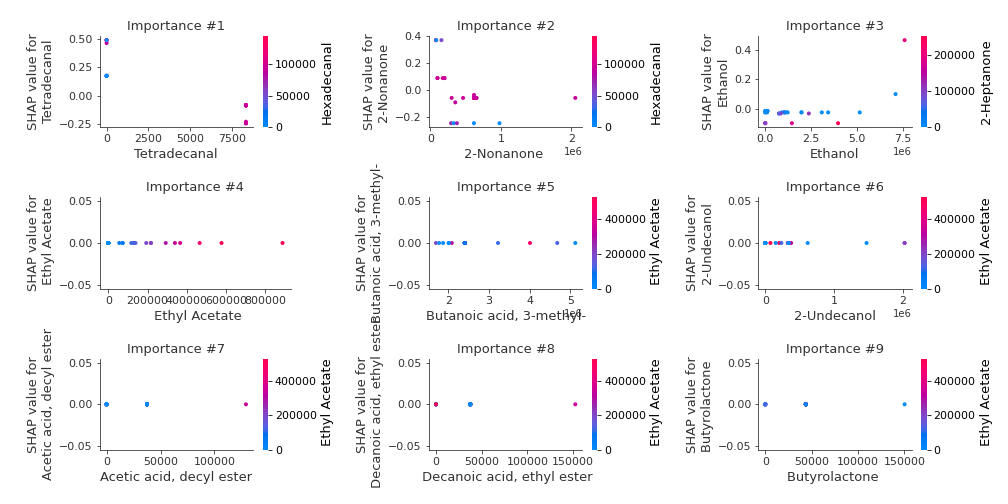 Importance #1
SHAP value for
Tetradecanal
0.50
0.25
0.00
−0.25
0
2500
5000
7500
Tetradecanal
100000
50000
0
Hexadecanal
Importance #2
SHAP value for
2-Nonanone
0.4
0.2
0.0
−0.2
0
1
2
1e6
2-Nonanone
100000
50000
0
Hexadecanal
Importance #3
SHAP value for
Ethanol
0.4
0.2
0.0
0.0
2.5
5.0
7.5
1e6
Ethanol
200000
100000
0
2-Heptanone
Importance #4
SHAP value for
Ethyl Acetate
0.05
0.00
−0.05
0
200000
400000
600000
800000
Ethyl Acetate
Importance #5
SHAP value for
Butanoic acid, 3-methyl-
0.05
0.00
−0.05
2
3
4
5
1e6
Butanoic acid, 3-methyl-
400000
200000
0
Ethyl Acetate
Importance #6
SHAP value for
2-Undecanol
0.05
0.00
−0.05
0
1
2
1e6
2-Undecanol
400000
200000
0
Ethyl Acetate
Importance #7
SHAP value for
Acetic acid, decyl ester
0.05
0.00
−0.05
0
50000
100000
Acetic acid, decyl ester
400000
200000
0
Ethyl Acetate
Importance #8
SHAP value for
Decanoic acid, ethyl ester
0.05
0.00
−0.05
0
50000
100000
150000
Decanoic acid, ethyl ester
400000
200000
0
Ethyl Acetate
Importance #9
SHAP value for
Butyrolactone
0.05
0.00
−0.05
0
50000
100000
150000
Butyrolactone
400000
200000
0
Ethyl Acetate